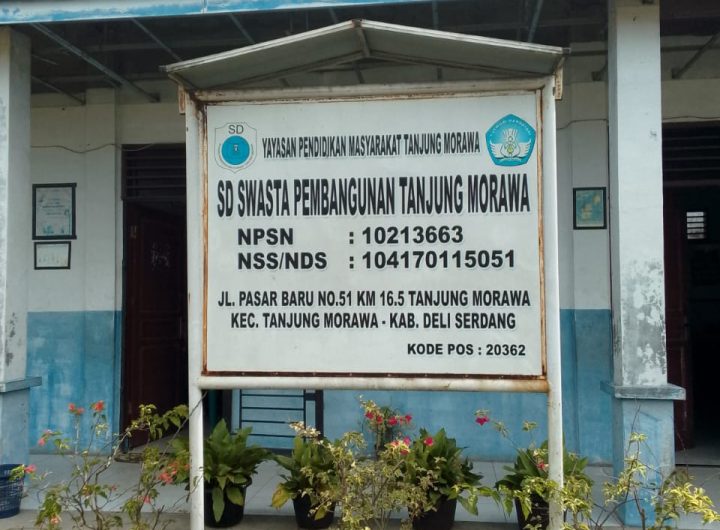 SD
YAYASAN PENDIDIKAN MASYARAKAT TANJUNG MORAWA
SD SWASTA PEMBANGUNAN TANJUNG MORAWA
NPSN : 10213663
NSS/NDS : 104170115051
JL. PASAR BARU NO.51 KM 16.5 TANJUNG MORAWA
KEC. TANJUNG MORAWA - KAB. DELI SERDANG
KODE POS : 20362